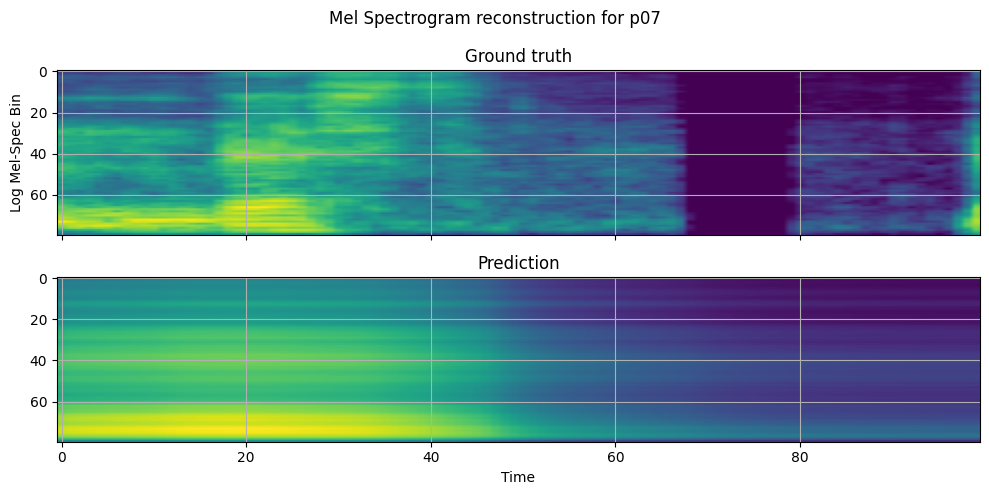 Mel Spectrogram reconstruction for p07
Ground truth
0
20
40
60
Log Mel-Spec Bin
Prediction
0
20
40
60
0 20 40 60 80
Time